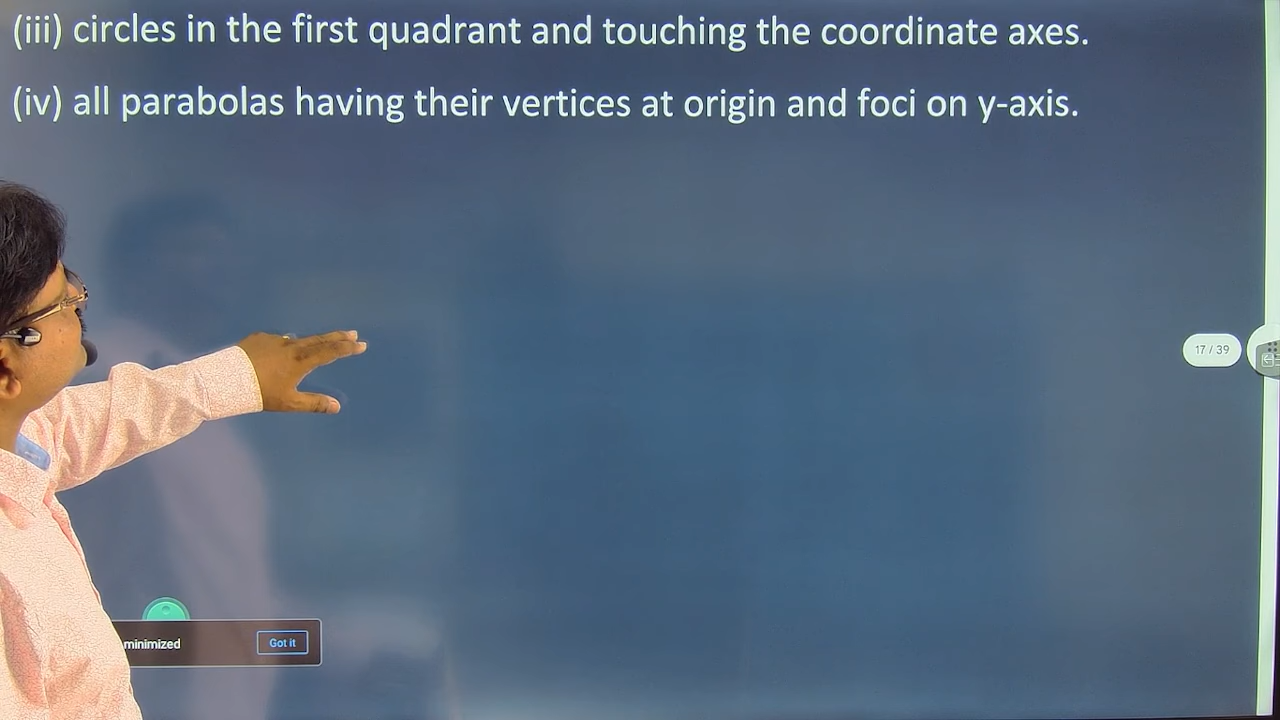 (iii) circles in the first quadrant and touching the coordinate axes.
(iv) all parabolas having their vertices at origin and foci on y-axis.
17 / 39
minimized
Got it